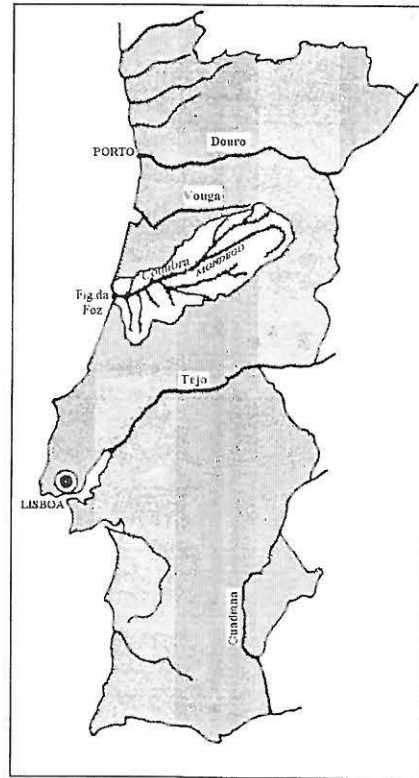 Douro
PORTO
Vouga
Coimbra
MONDEGO
Fig.da
Foz
Tejo
LISBOA
Guadiana